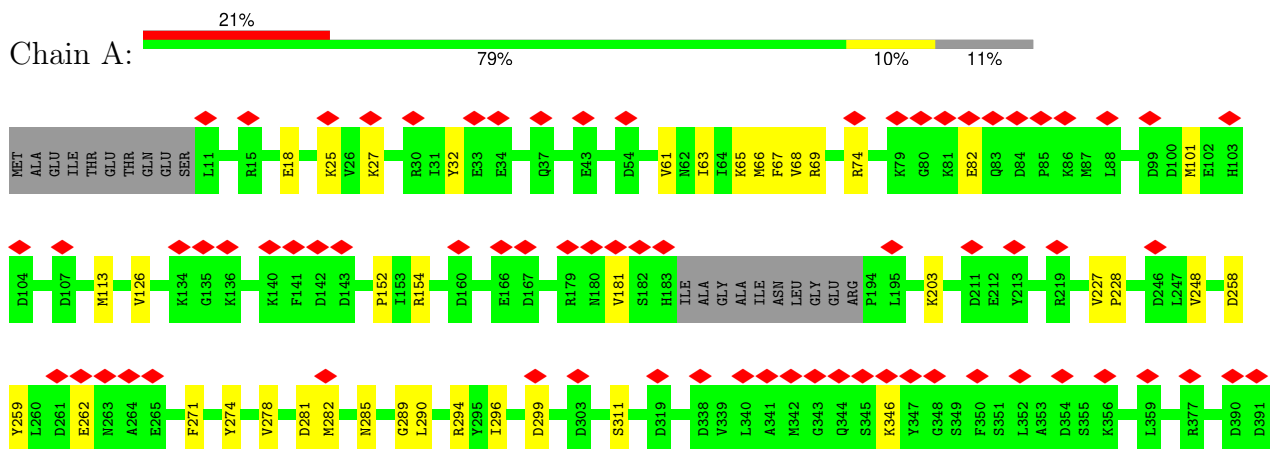 21%
Chain A:
79% 10% 11%
MET ALA GLU ILE THR GLU THR GLN GLU SER L11 R15 E18 K25 V26 K27 R30 I31 Y32 E33 E34 Q37 E43 D54 V61 N62 I63 I64 K65 M66 F67 V68 R69 R74 K79 G80 K81 E82 Q83 D84 P85 K86 M87 L88 D99 D100 M101 E102 H103
D104 D107 M113 V126 K134 G135 K136 K140 F141 D142 D143 P152 I153 R154 D160 E166 D167 R179 N180 V181 S182 H183 ILE ALA GLY ALA ILE ASN LEU GLY GLU ARG P194 L195 K203 D211 E212 Y213 R219 V227 P228 D246 L247 V248 D258
Y259 L260 D261 E262 N263 A264 E265 F271 Y274 V278 D281 M282 N285 G289 L290 R294 Y295 I296 D299 D303 S311 D319 D338 V339 L340 A341 M342 G343 Q344 S345 K346 Y347 G348 S349 F350 S351 L352 A353 D354 S355 K356 L359 R377 D390 D391